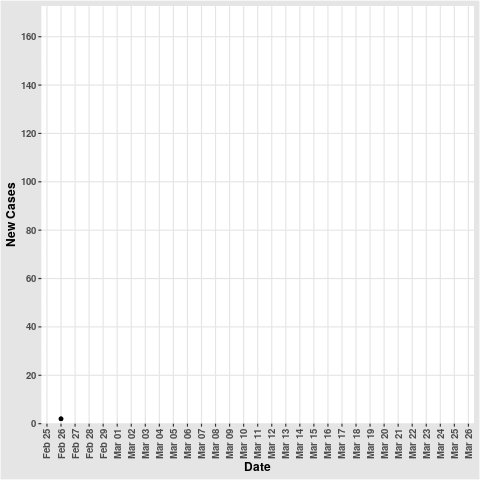 New Cases
160
140
120
100
80
60
40
20
0
Feb 25
Feb 26
Feb 27
Feb 28
Feb 29
Mar 01
Mar 02
Mar 03
Mar 04
Mar 05
Mar 06
Mar 07
Mar 08
Mar 09
Mar 10
Mar 11
Mar 12
Mar 13
Mar 14
Mar 15
Mar 16
Mar 17
Mar 18
Mar 19
Mar 20
Mar 21
Mar 22
Mar 23
Mar 24
Mar 25
Mar 26
Date